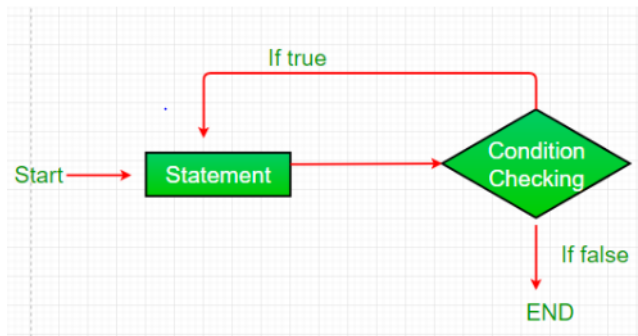 If true
Start
Statement
Condition
Checking
If false
END